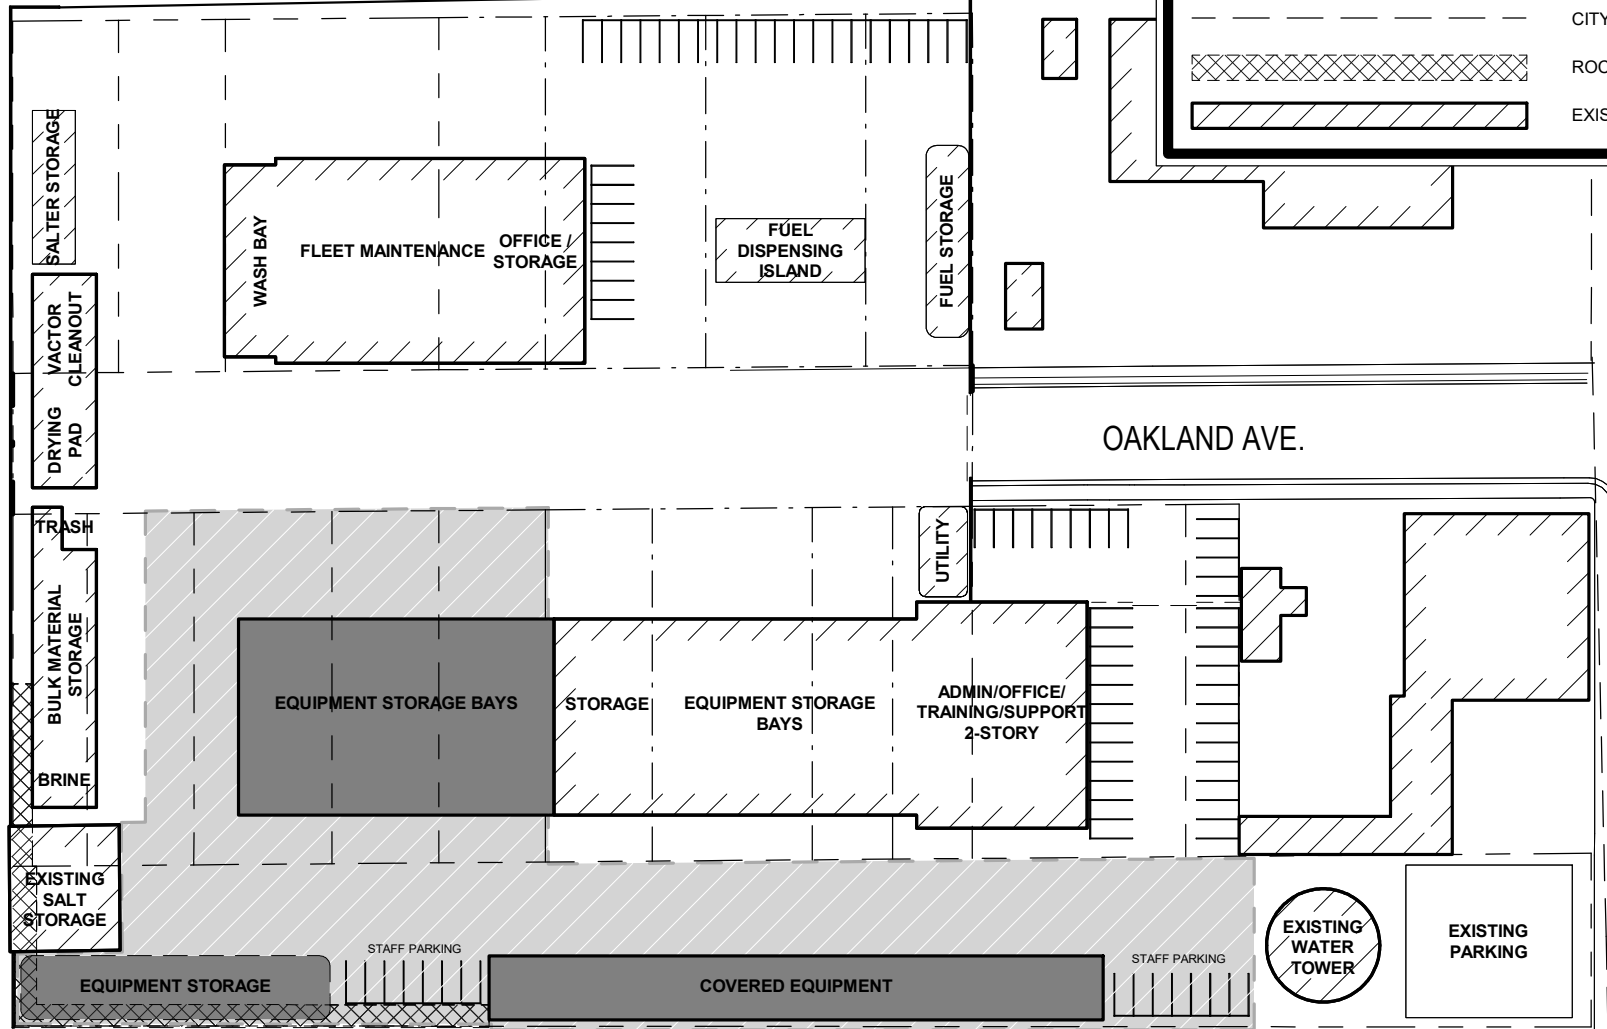 CITY
ROC
EXIS
SALTER STORAGE
WASH BAY
FLEET MAINTENANCE
OFFICE /
STORAGE
FUEL
DISPENSING
ISLAND
FUEL STORAGE
VACTOR
CLEANOUT
DRYING
PAD
OAKLAND AVE.
TRASH
UTILITY
BULK MATERIAL
STORAGE
BRINE
EQUIPMENT STORAGE BAYS
STORAGE
EQUIPMENT STORAGE
BAYS
ADMIN/OFFICE/
TRAINING/SUPPORT
2-STORY
EXISTING
SALT
STORAGE
STAFF PARKING
EQUIPMENT STORAGE
COVERED EQUIPMENT
STAFF PARKING
EXISTING
WATER
TOWER
EXISTING
PARKING